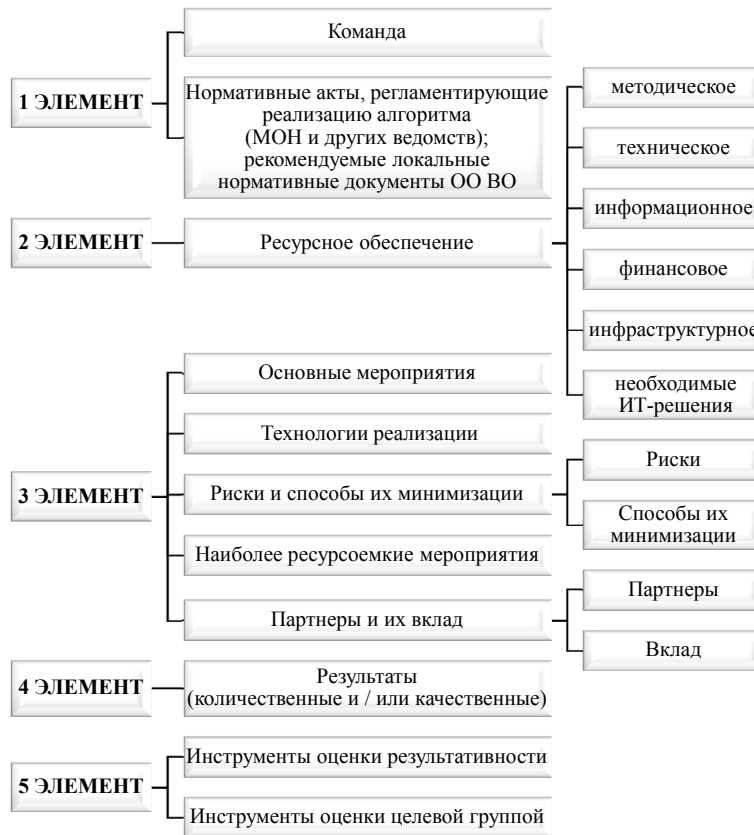 1 ЭЛЕМЕНТ
Команда
Нормативные акты, регламентирующие
реализацию алгоритма
(МОН и других ведомств);
рекомендуемые локальные
нормативные документы ОО ВО
2 ЭЛЕМЕНТ
Ресурсное обеспечение
методическое
техническое
информационное
финансовое
инфраструктурное
необходимые
ИТ-решения
3 ЭЛЕМЕНТ
Основные мероприятия
Технологии реализации
Риски и способы их минимизации
Риски
Способы их
минимизации
Наиболее ресурсоемкие мероприятия
Партнеры и их вклад
Партнеры
Вклад
4 ЭЛЕМЕНТ
Результаты
(количественные и / или качественные)
5 ЭЛЕМЕНТ
Инструменты оценки результативности
Инструменты оценки целевой группой